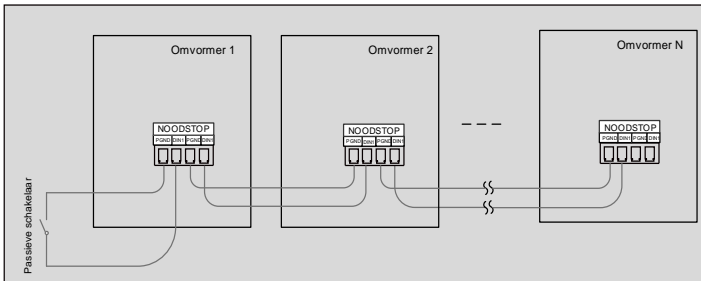 Omvormer 1
Omvormer 2
Omvormer N
NOODSTOP
PGND DIN1 PGND DIN1
NOODSTOP
PGND DIN1 PGND DIN1
NOODSTOP
PGND DIN1 PGND DIN1
Passieve schakelaar